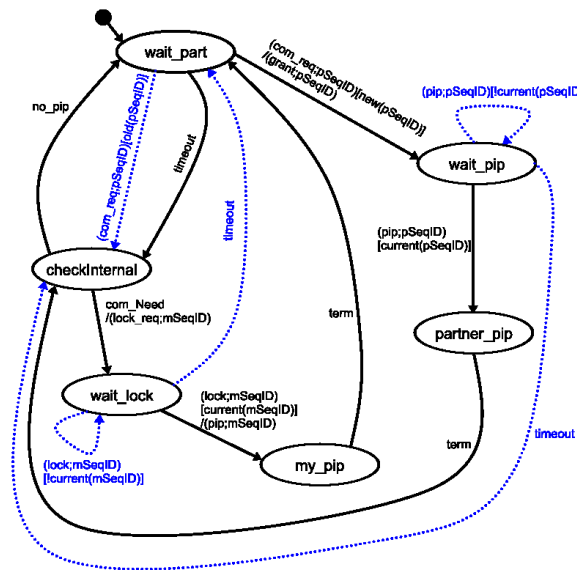 wait_part
(com_req;pSeqID)[new(pSeqID)]
/(grant;pSeqID)
(pip;pSeqID)[!current(pSeqID
no_pip
(com_req;pSeqID)[old(pSeqID)]
timeout
wait_pip
timeout
(pip;pSeqID)
[current(pSeqID)]
checkInternal
com_Need
/(lock_req;mSeqID)
term
partner_pip
wait_lock
(lock;mSeqID)
[current(mSeqID)]
/(pip;mSeqID)
timeout
(lock;mSeqID)
[!current(mSeqID)]
my_pip
term